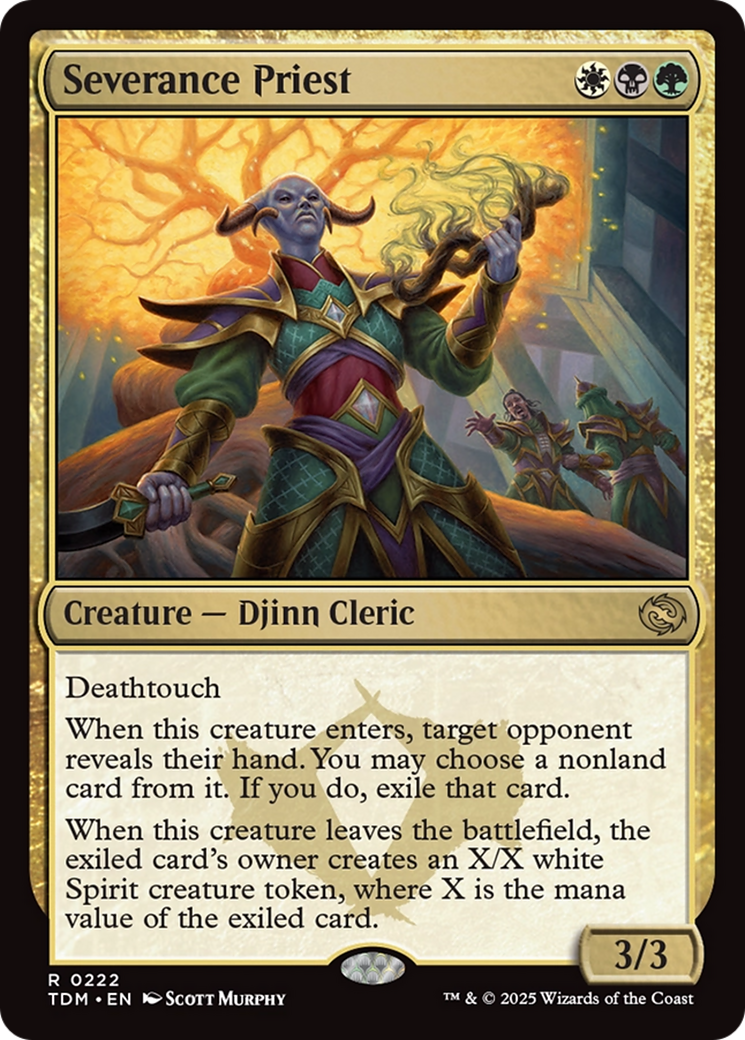 Severance Priest
Creature — Djinn Cleric
Deathtouch
When this creature enters, target opponent
reveals their hand. You may choose a nonland
card from it. If you do, exile that card.
When this creature leaves the battlefield, the
exiled card's owner creates an X/X white
Spirit creature token, where X is the mana
value of the exiled card.
3/3
R 0222
TDM • EN Scott Murphy
™ & © 2025 Wizards of the Coast